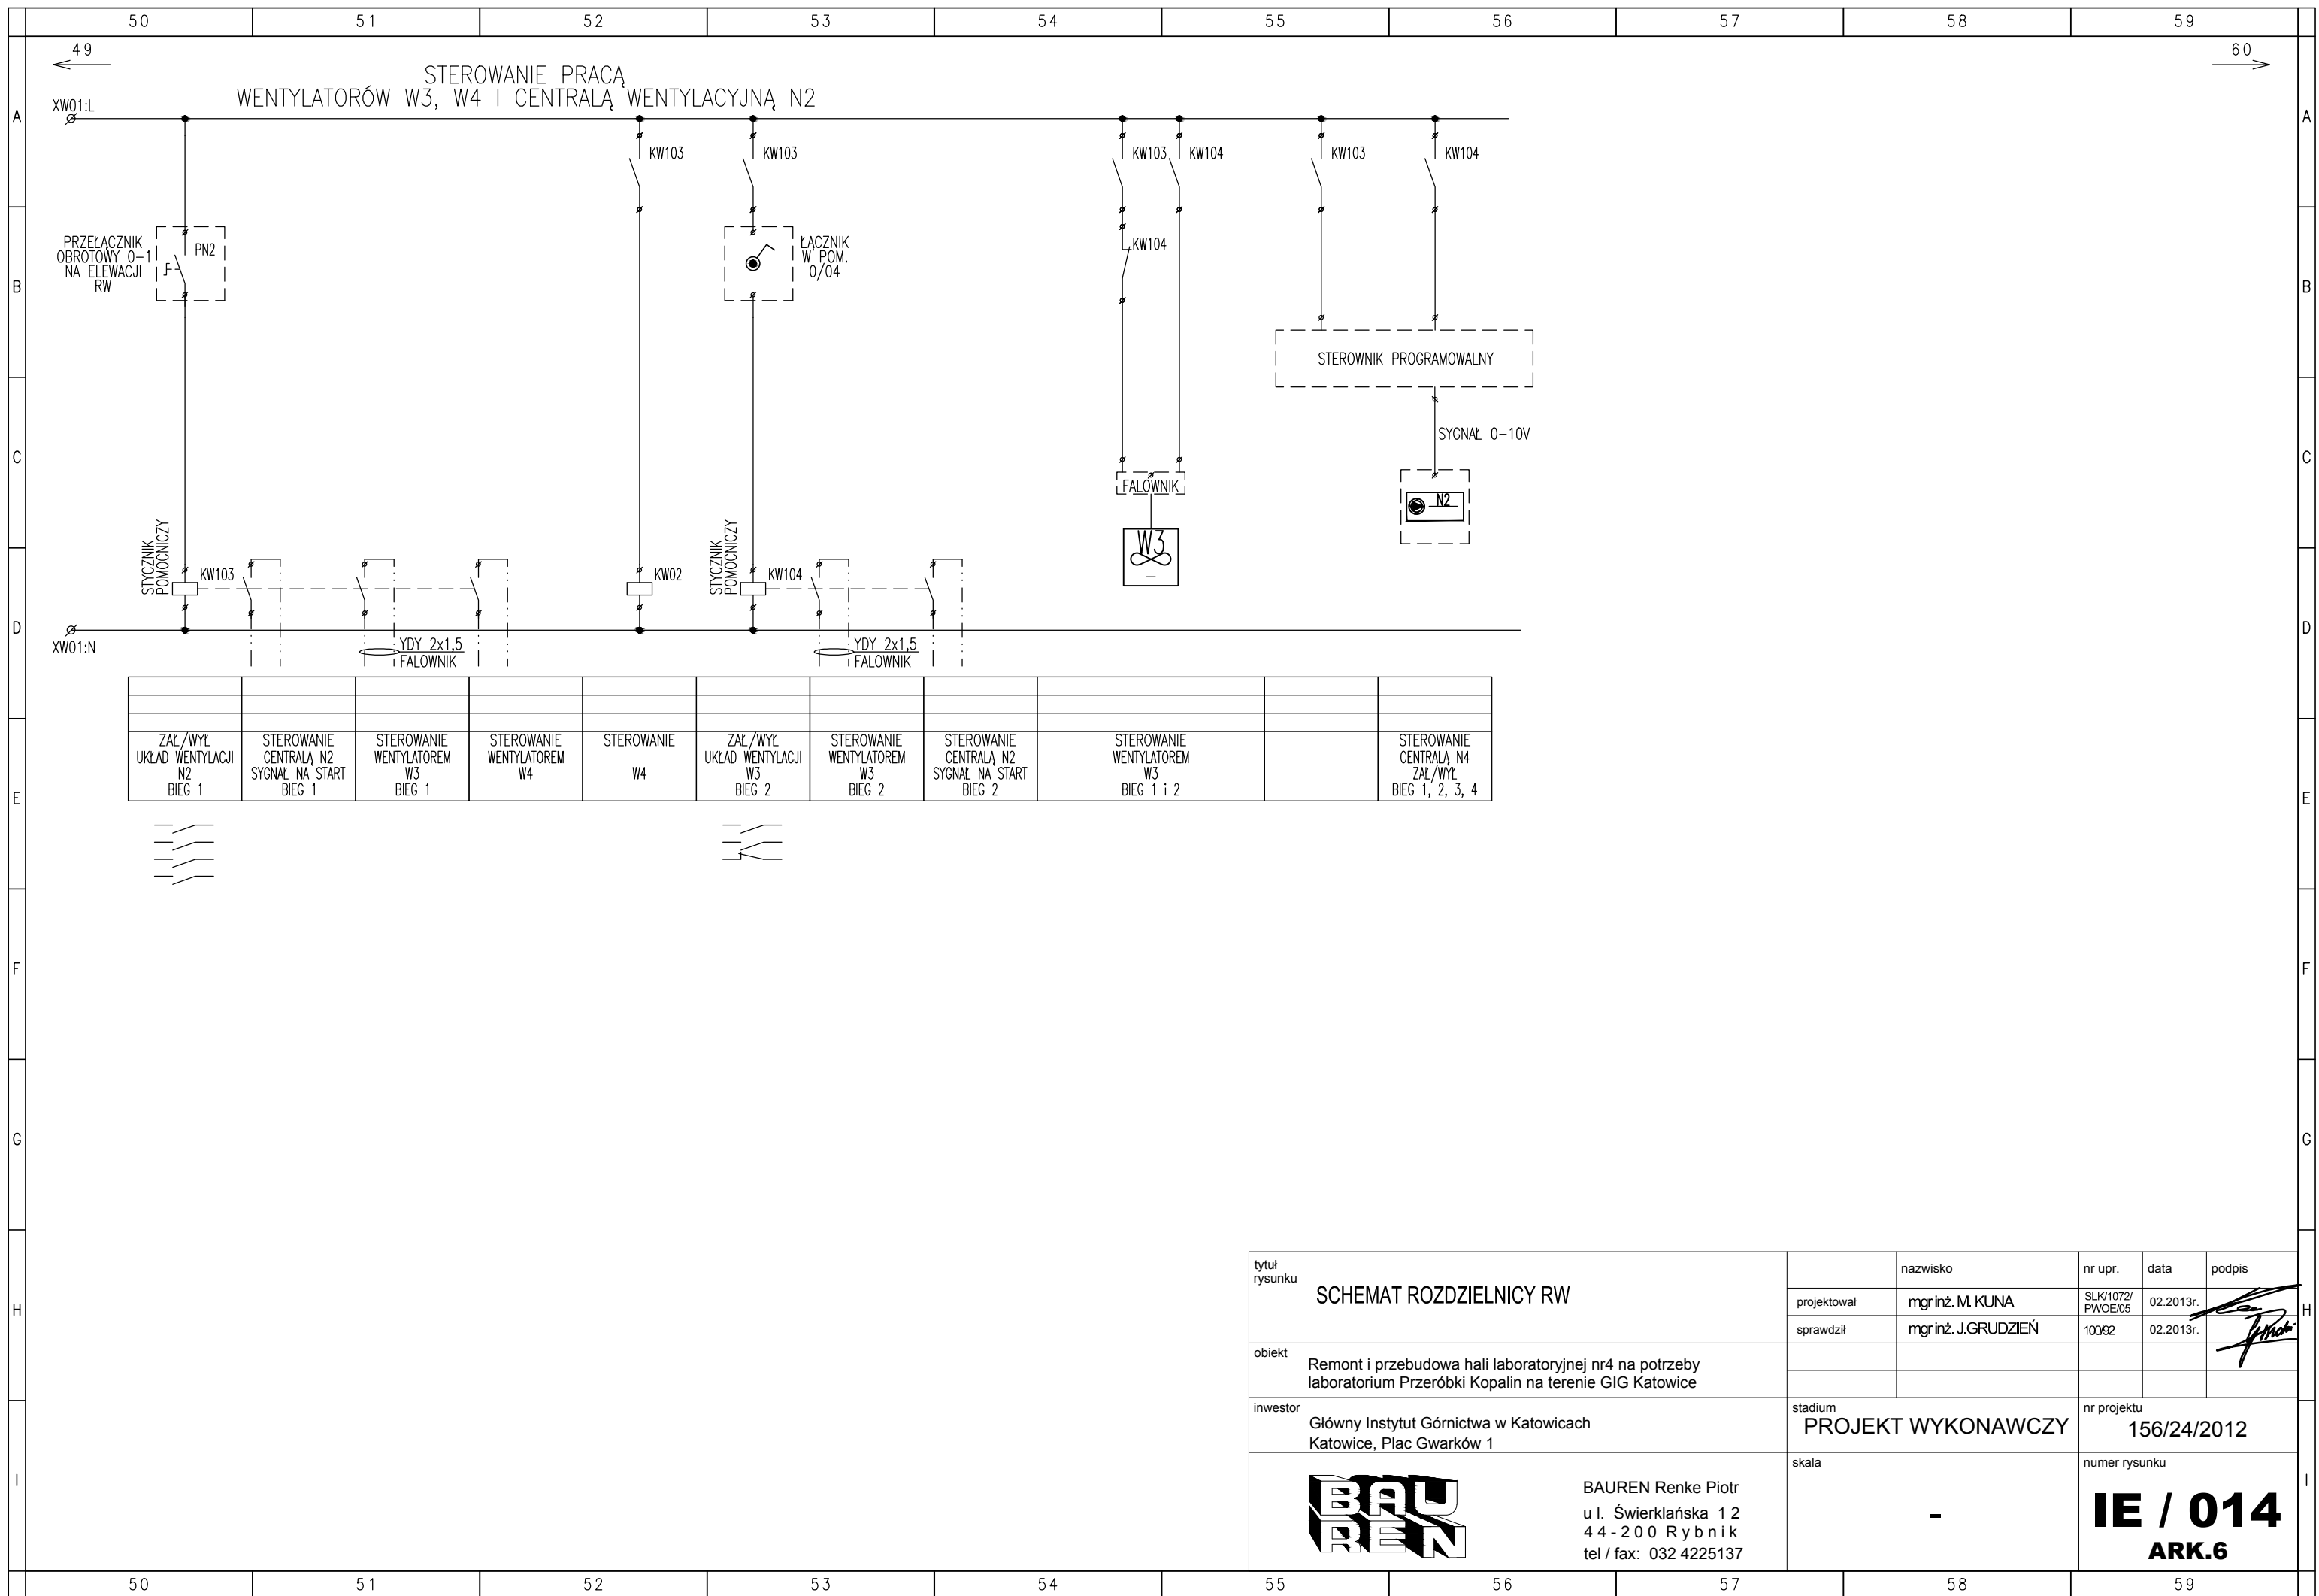 50 51 52 53 54 55 56 57 58 59
49
60
STEROWANIE PRACĄ
WENTYLATORÓW W3, W4 I CENTRALĄ WENTYLACYJNĄ N2
XW01:L
A
A
KW103
KW103
KW103
KW104
KW103
KW104
PRZEŁĄCZNIK
OBROTOWY 0-1
NA ELEWACJI
RW
PN2
ŁĄCZNIK
W POM.
0/04
KW104
B
B
STEROWNIK PROGRAMOWALNY
SYGNAŁ 0-10V
C
C
FALOWNIK
N2
W3
STYCZNIK
POMOCNICZY
KW103
KW02
STYCZNIK
POMOCNICZY
KW104
D
D
XW01:N
YDY 2x1,5
FALOWNIK
YDY 2x1,5
FALOWNIK
ZAŁ/WYŁ
UKŁAD WENTYLACJI
N2
BIEG 1
STEROWANIE
CENTRALĄ N2
SYGNAŁ NA START
BIEG 1
STEROWANIE
WENTYLATOREM
W3
BIEG 1
STEROWANIE
WENTYLATOREM
W4
STEROWANIE
W4
ZAŁ/WYŁ
UKŁAD WENTYLACJI
W3
BIEG 2
STEROWANIE
WENTYLATOREM
W3
BIEG 2
STEROWANIE
CENTRALĄ N2
SYGNAŁ NA START
BIEG 2
STEROWANIE
WENTYLATOREM
W3
BIEG 1 i 2
STEROWANIE
CENTRALĄ N4
ZAŁ/WYŁ
BIEG 1, 2, 3, 4
E
E
F
F
G
G
H
H
I
I
tytuł
rysunku
SCHEMAT ROZDZIELNICY RW
nazwisko
nr upr.
data
podpis
projektował
mgr inż. M. KUNA
SLK/1072/
PWOE/05
02.2013r.
sprawdził
mgr inż. J.GRUDZIEŃ
100/92
02.2013r.
obiekt
Remont i przebudowa hali laboratoryjnej nr4 na potrzeby
laboratorium Przeróbki Kopalin na terenie GIG Katowice
inwestor
Główny Instytut Górnictwa w Katowicach
Katowice, Plac Gwarków 1
stadium
PROJEKT WYKONAWCZY
nr projektu
156/24/2012
BAU
REN
BAUREN Renke Piotr
ul. Świerklańska 12
44-200 Rybnik
tel / fax: 032 4225137
skala
-
numer rysunku
IE / 014
ARK.6
50 51 52 53 54 55 56 57 58 59